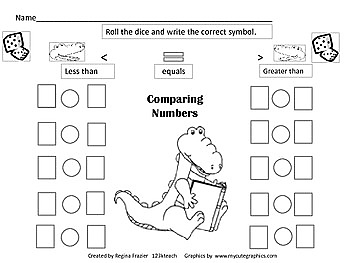 Name
Roll the dice and write the correct symbol.
< = >
Less than equals Greater than
Comparing
Numbers
Created by Regina Frazier 123kteach Graphics by www.mycutegraphics.com